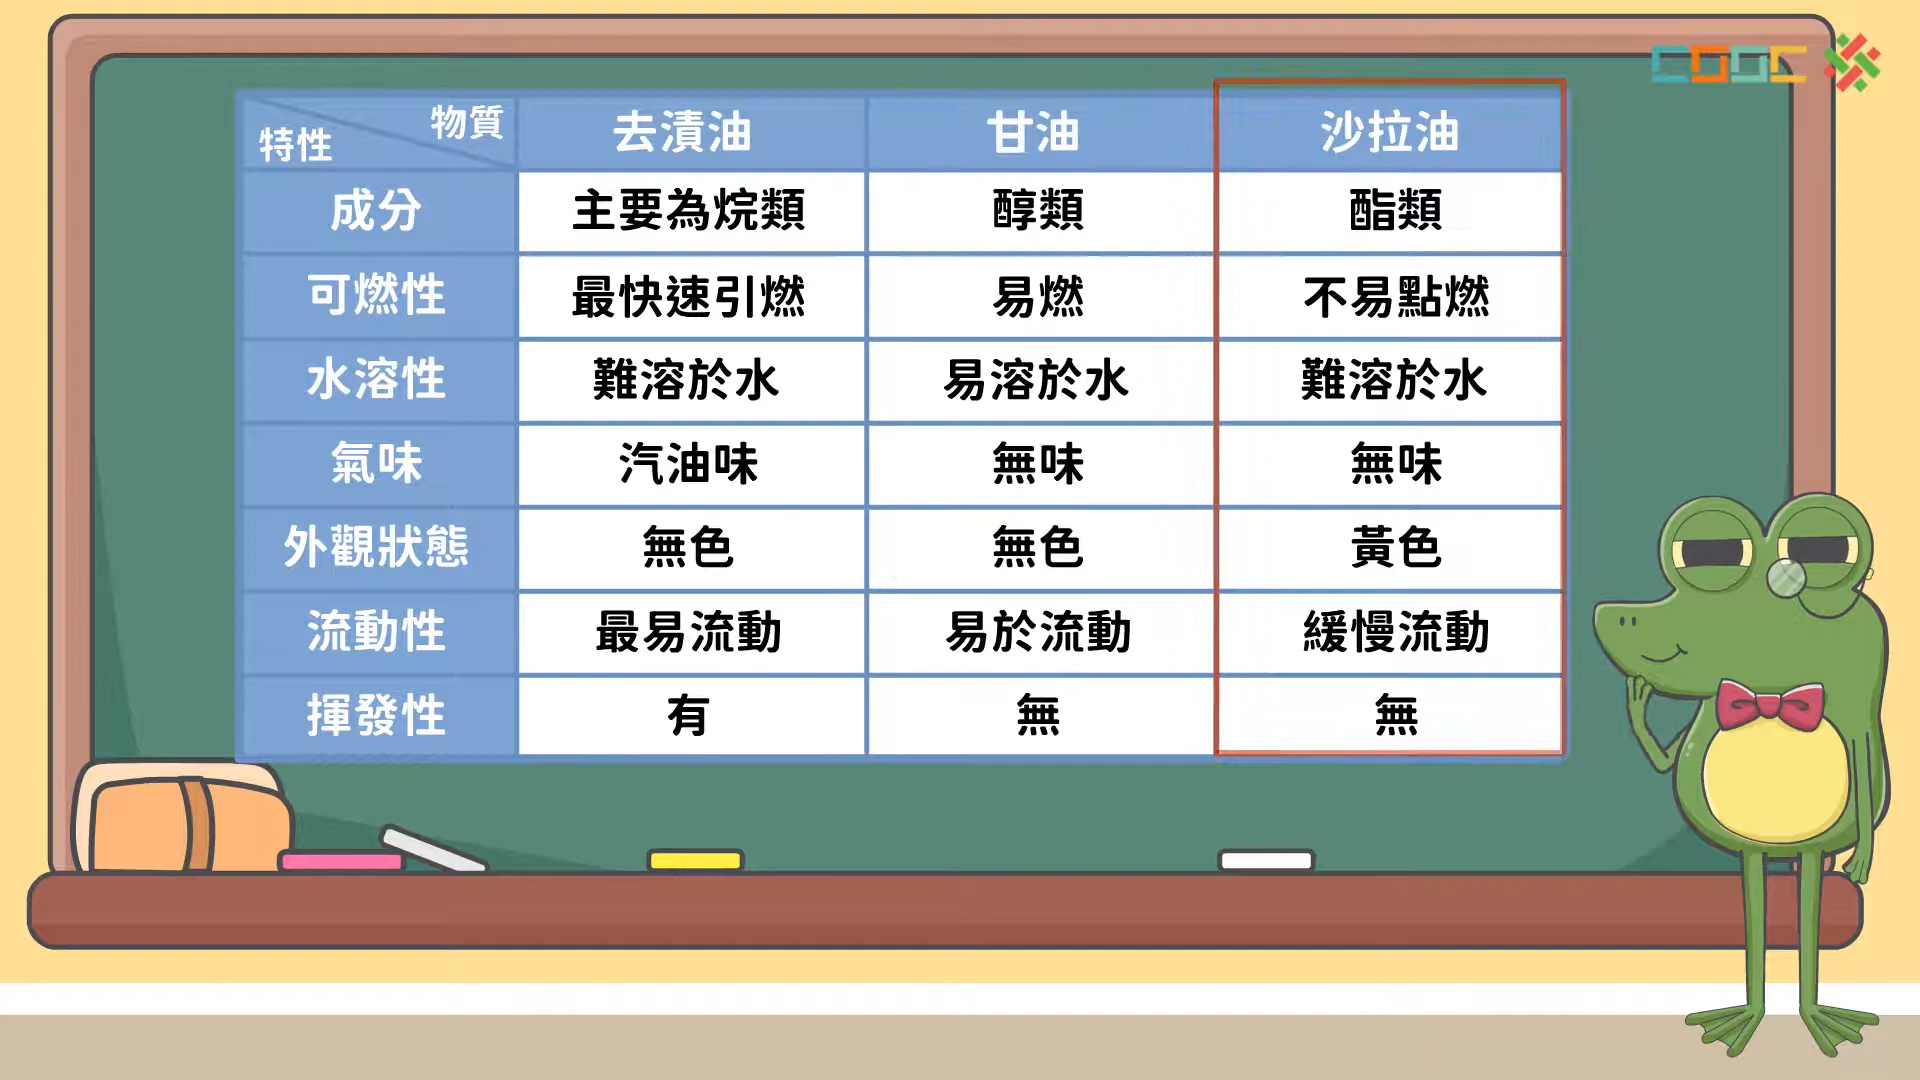 COOC
物質
特性 去漬油 甘油 沙拉油
成分 主要為烷類 醇類 酯類
可燃性 最快速引燃 易燃 不易點燃
水溶性 難溶於水 易溶於水 難溶於水
氣味 汽油味 無味 無味
外觀狀態 無色 無色 黃色
流動性 最易流動 易於流動 緩慢流動
揮發性 有 無 無